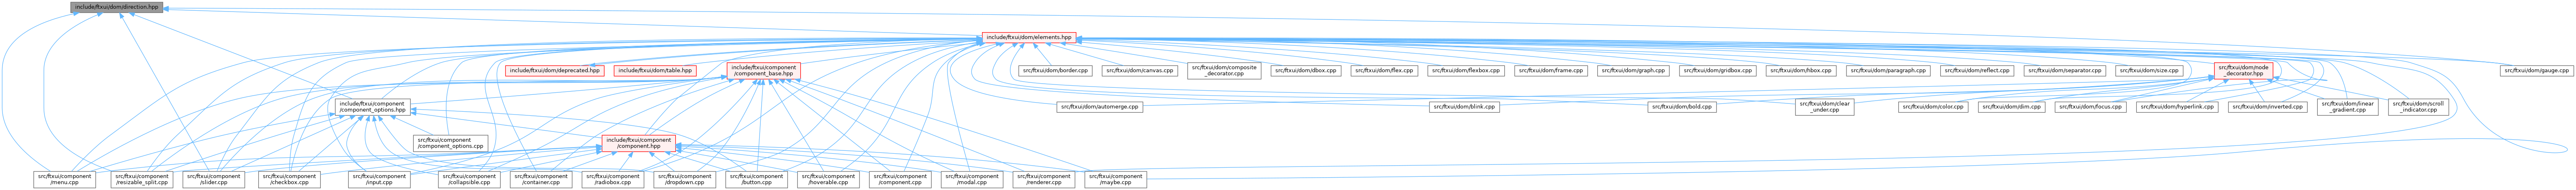 include/ftxui/dom/direction.hpp
include/ftxui/dom/elements.hpp
include/ftxui/dom/deprecated.hpp
include/ftxui/dom/table.hpp
include/ftxui/component
/component_base.hpp
src/ftxui/dom/border.cpp
src/ftxui/dom/canvas.cpp
src/ftxui/dom/composite
_decorator.cpp
src/ftxui/dom/dbox.cpp
src/ftxui/dom/flex.cpp
src/ftxui/dom/flexbox.cpp
src/ftxui/dom/frame.cpp
src/ftxui/dom/graph.cpp
src/ftxui/dom/gridbox.cpp
src/ftxui/dom/hbox.cpp
src/ftxui/dom/paragraph.cpp
src/ftxui/dom/reflect.cpp
src/ftxui/dom/separator.cpp
src/ftxui/dom/size.cpp
src/ftxui/dom/node
_decorator.hpp
src/ftxui/dom/gauge.cpp
include/ftxui/component
/component_options.hpp
src/ftxui/dom/automerge.cpp
src/ftxui/dom/blink.cpp
src/ftxui/dom/bold.cpp
src/ftxui/dom/clear
_under.cpp
src/ftxui/dom/color.cpp
src/ftxui/dom/dim.cpp
src/ftxui/dom/focus.cpp
src/ftxui/dom/hyperlink.cpp
src/ftxui/dom/inverted.cpp
src/ftxui/dom/linear
_gradient.cpp
src/ftxui/dom/scroll
_indicator.cpp
src/ftxui/component
/component_options.cpp
include/ftxui/component
/component.hpp
src/ftxui/component
/menu.cpp
src/ftxui/component
/resizable_split.cpp
src/ftxui/component
/slider.cpp
src/ftxui/component
/checkbox.cpp
src/ftxui/component
/input.cpp
src/ftxui/component
/collapsible.cpp
src/ftxui/component
/container.cpp
src/ftxui/component
/radiobox.cpp
src/ftxui/component
/dropdown.cpp
src/ftxui/component
/button.cpp
src/ftxui/component
/hoverable.cpp
src/ftxui/component
/component.cpp
src/ftxui/component
/modal.cpp
src/ftxui/component
/renderer.cpp
src/ftxui/component
/maybe.cpp